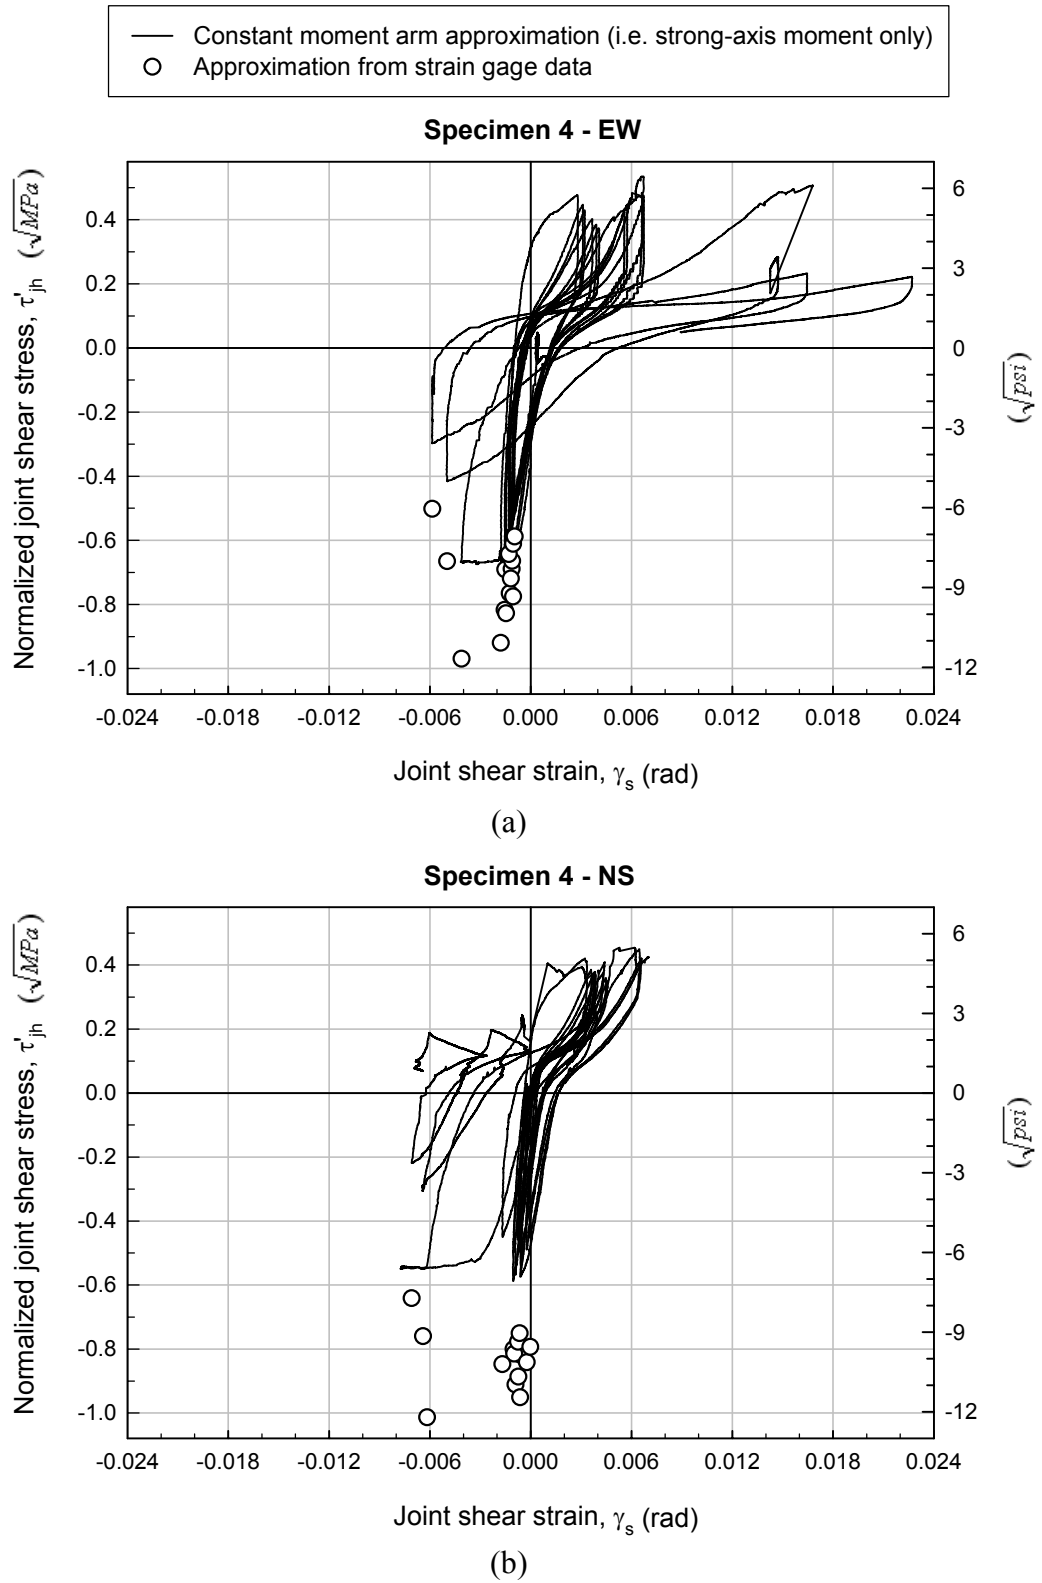 Constant moment arm approximation (i.e. strong-axis moment only)
Approximation from strain gage data
Specimen 4 - EW
Normalized joint shear stress, τ'jh (√MPa)
0.4
0.2
0.0
-0.2
-0.4
-0.6
-0.8
-1.0
6
3
0
-3
-6
-9
-12
(√psi)
-0.024 -0.018 -0.012 -0.006 0.000 0.006 0.012 0.018 0.024
Joint shear strain, γs (rad)
(a)
Specimen 4 - NS
Normalized joint shear stress, τ'jh (√MPa)
0.4
0.2
0.0
-0.2
-0.4
-0.6
-0.8
-1.0
6
3
0
-3
-6
-9
-12
(√psi)
-0.024 -0.018 -0.012 -0.006 0.000 0.006 0.012 0.018 0.024
Joint shear strain, γs (rad)
(b)